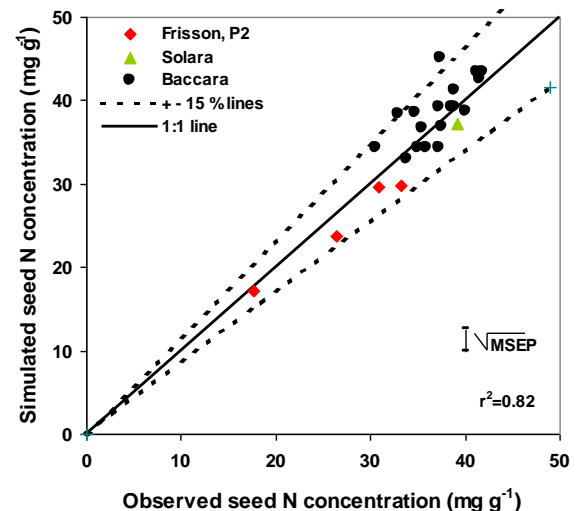 Frisson, P2
Solara
Baccara
+ - 15 % lines
1:1 line
50
40
30
20
10
0
Simulated seed N concentration (mg g-1)
√MSEP
r²=0.82
0 10 20 30 40 50
Observed seed N concentration (mg g-1)